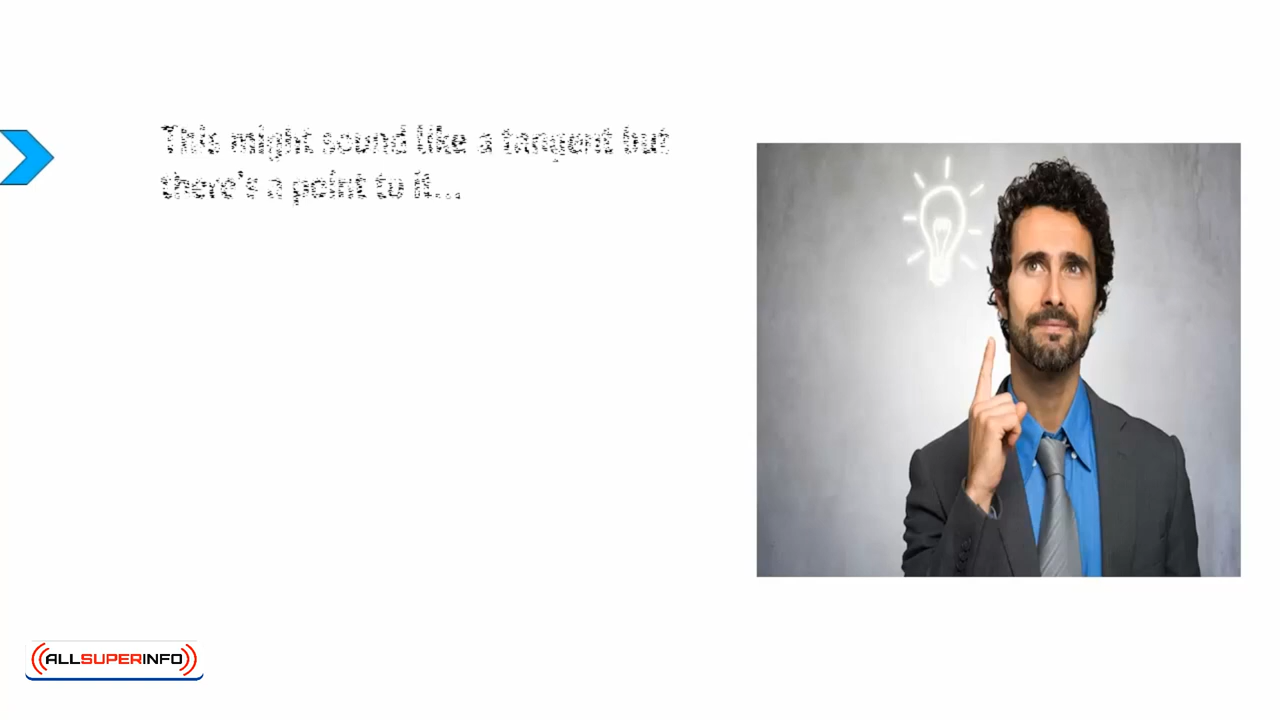 This might sound like a tangent but
there's a point to it...
ALLSUPERINFO